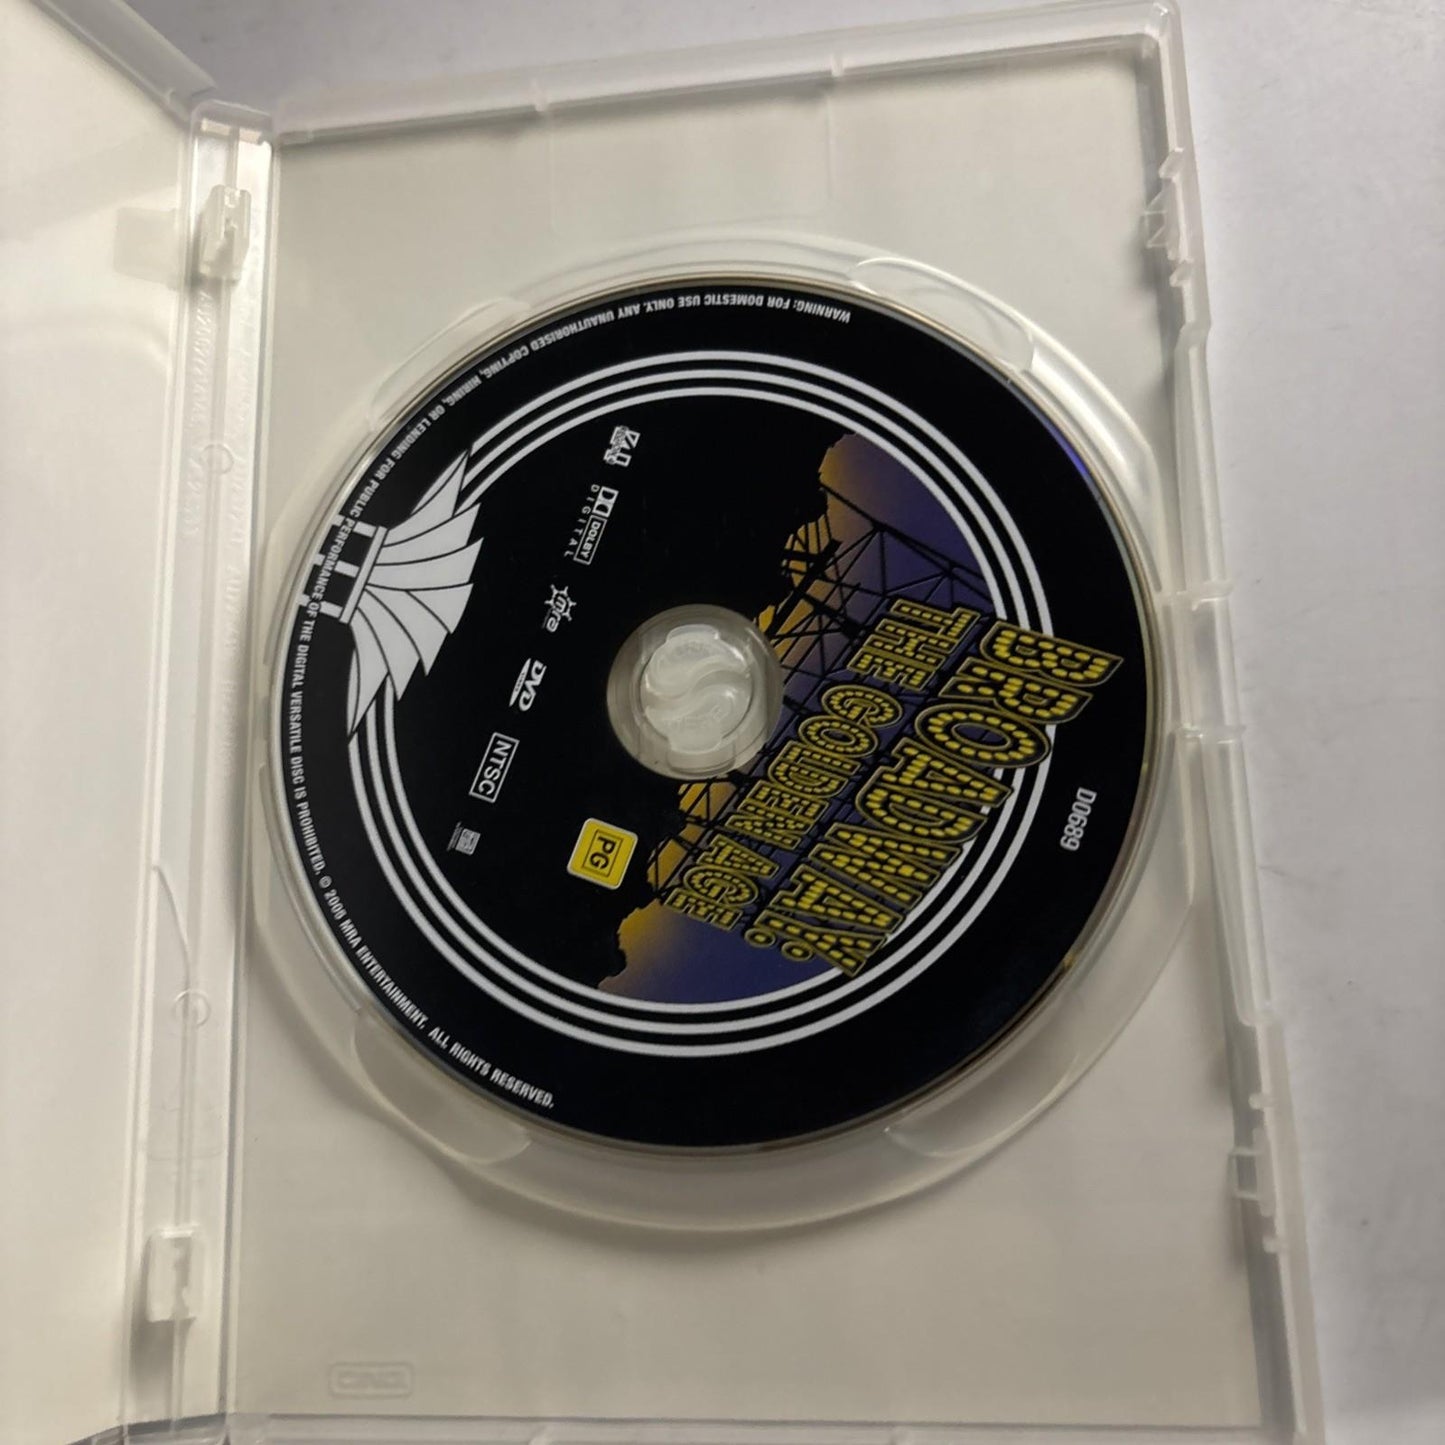 BROADWAY:
THE GOLDEN AGE
D0689
PG
DOLBY
DIGITAL
mra
DVD
NTSC
WARNING: FOR DOMESTIC USE ONLY. ANY UNAUTHORISED COPYING, HIRING, OR LENDING FOR PUBLIC PERFORMANCE OF THE DIGITAL VERSATILE DISC IS PROHIBITED. © 2006 MRA ENTERTAINMENT. ALL RIGHTS RESERVED.